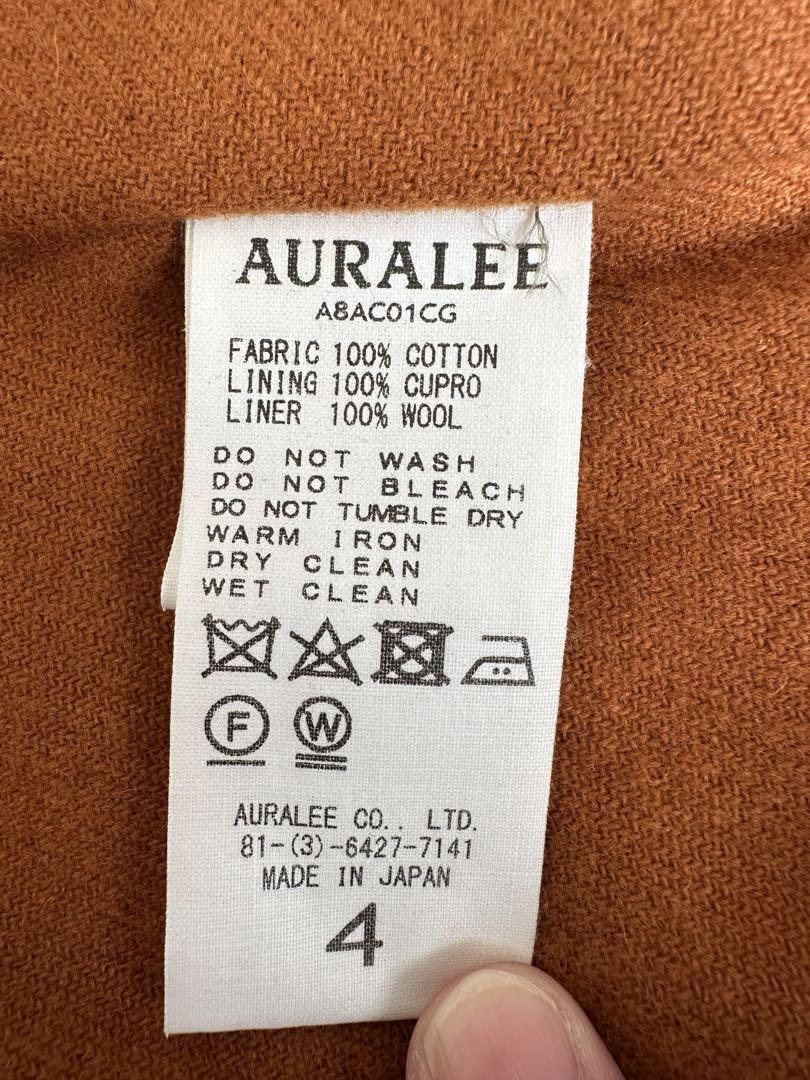 AURALEE
A8AC01CG
FABRIC 100% COTTON
LINING 100% CUPRO
LINER 100% WOOL
DO NOT WASH
DO NOT BLEACH
DO NOT TUMBLE DRY
WARM IRON
DRY CLEAN
WET CLEAN
F W
AURALEE CO., LTD.
81-(3)-6427-7141
MADE IN JAPAN
4